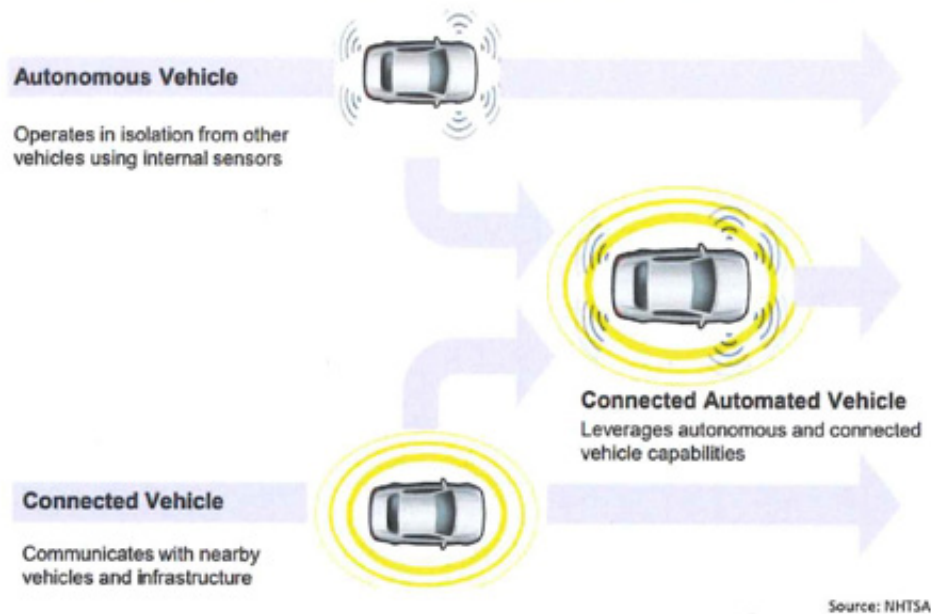 Autonomous Vehicle
Operates in isolation from other
vehicles using internal sensors
Connected Automated Vehicle
Leverages autonomous and connected
vehicle capabilities
Connected Vehicle
Communicates with nearby
vehicles and infrastructure
Source: NHTSA